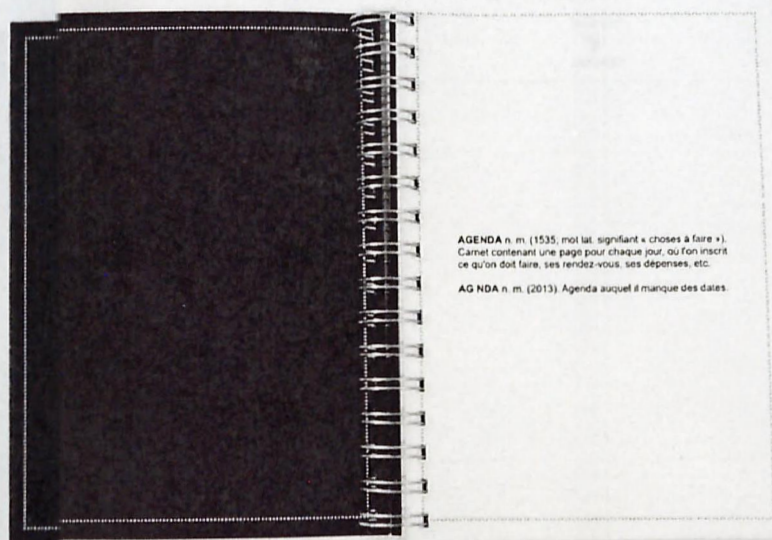 AGENDA n. m. (1535; mot lat. signifiant « choses à faire »).
Carnet contenant une page pour chaque jour, où l'on inscrit
ce qu'on doit faire, ses rendez-vous, ses dépenses, etc.
AG NDA n. m. (2013). Agenda auquel il manque des dates.